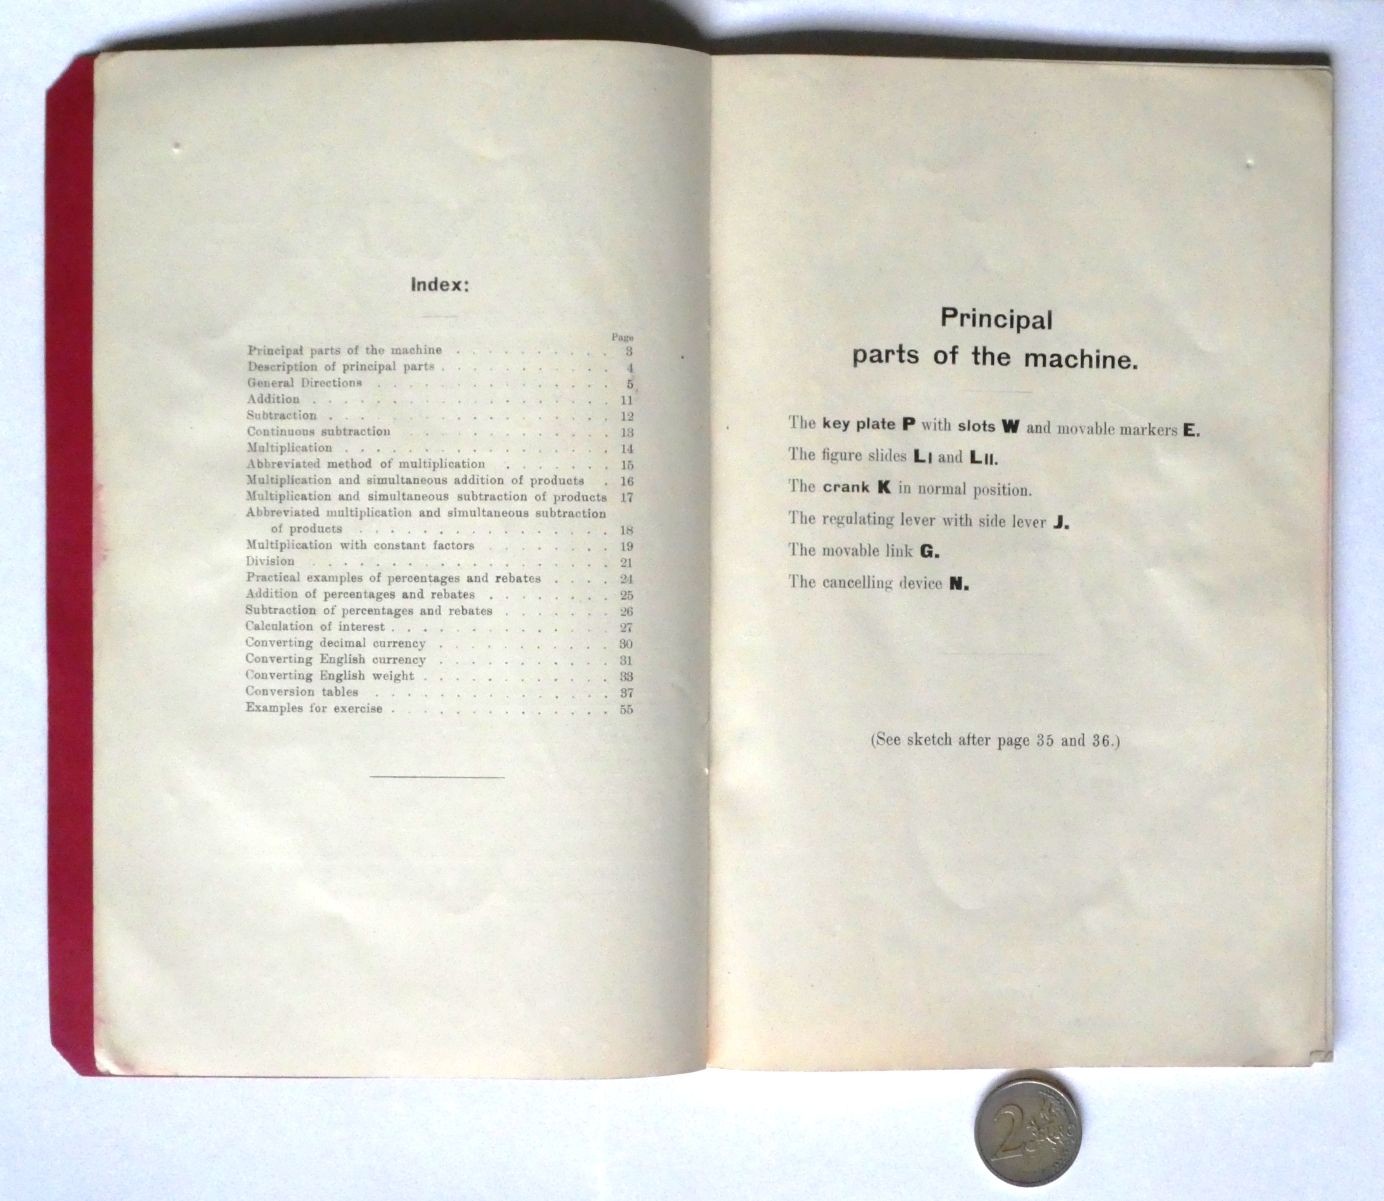 Index:
Page
Principal parts of the machine . . . . . . . . . . 3
Description of principal parts . . . . . . . . . . . 4
General Directions . . . . . . . . . . . . . . . 5
Addition . . . . . . . . . . . . . . . . . . . 11
Subtraction . . . . . . . . . . . . . . . . . . 12
Continuous subtraction . . . . . . . . . . . . . 13
Multiplication . . . . . . . . . . . . . . . . . 14
Abbreviated method of multiplication . . . . . . . 15
Multiplication and simultaneous addition of products . 16
Multiplication and simultaneous subtraction of products 17
Abbreviated multiplication and simultaneous subtraction
of products . . . . . . . . . . . . . . . . 18
Multiplication with constant factors . . . . . . . . 19
Division . . . . . . . . . . . . . . . . . . . 21
Practical examples of percentages and rebates . . . . 24
Addition of percentages and rebates . . . . . . . . 25
Subtraction of percentages and rebates . . . . . . . 26
Calculation of interest . . . . . . . . . . . . . . 27
Converting decimal currency . . . . . . . . . . . 30
Converting English currency . . . . . . . . . . . 31
Converting English weight . . . . . . . . . . . . 33
Conversion tables . . . . . . . . . . . . . . . 37
Examples for exercise . . . . . . . . . . . . . . 55
Principal
parts of the machine.
The key plate P with slots W and movable markers E.
The figure slides LI and LII.
The crank K in normal position.
The regulating lever with side lever J.
The movable link G.
The cancelling device N.
(See sketch after page 35 and 36.)
2